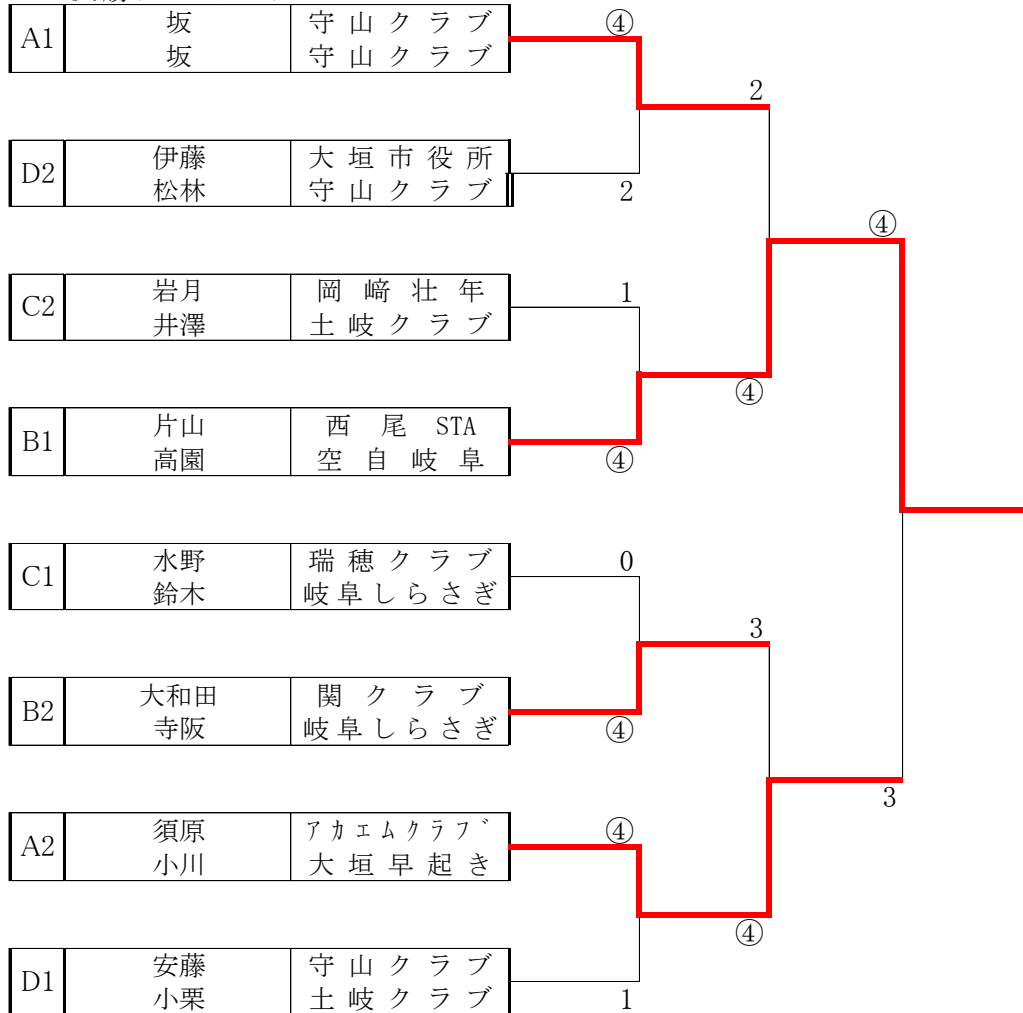 A1 坂 守山クラブ
坂 守山クラブ
④
2
D2 伊藤 大垣市役所
松林 守山クラブ
2
④
C2 岩月 岡﨑壮年
井澤 土岐クラブ
1
④
B1 片山 西尾STA
高園 空自岐阜
④
C1 水野 瑞穂クラブ
鈴木 岐阜しらさぎ
0
3
B2 大和田 関クラブ
寺阪 岐阜しらさぎ
④
3
A2 須原 アカエムクラブ
小川 大垣早起き
④
④
D1 安藤 守山クラブ
小栗 土岐クラブ
1